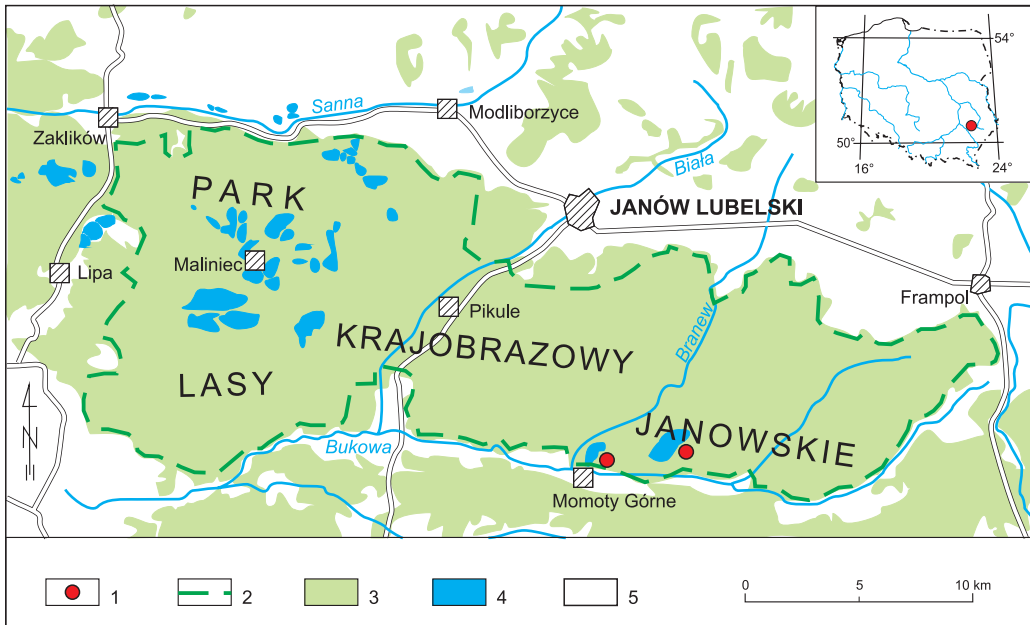 54°
50°
16°
24°
Sanna
Modliborzyce
Zaklików
Biała
PARK
JANÓW LUBELSKI
Maliniec
Lipa
Frampol
Pikule
Branew
KRAJOBRAZOWY
LASY
N
JANOWSKIE
Bukowa
Momoty Górne
1
2
3
4
5
0 5 10 km